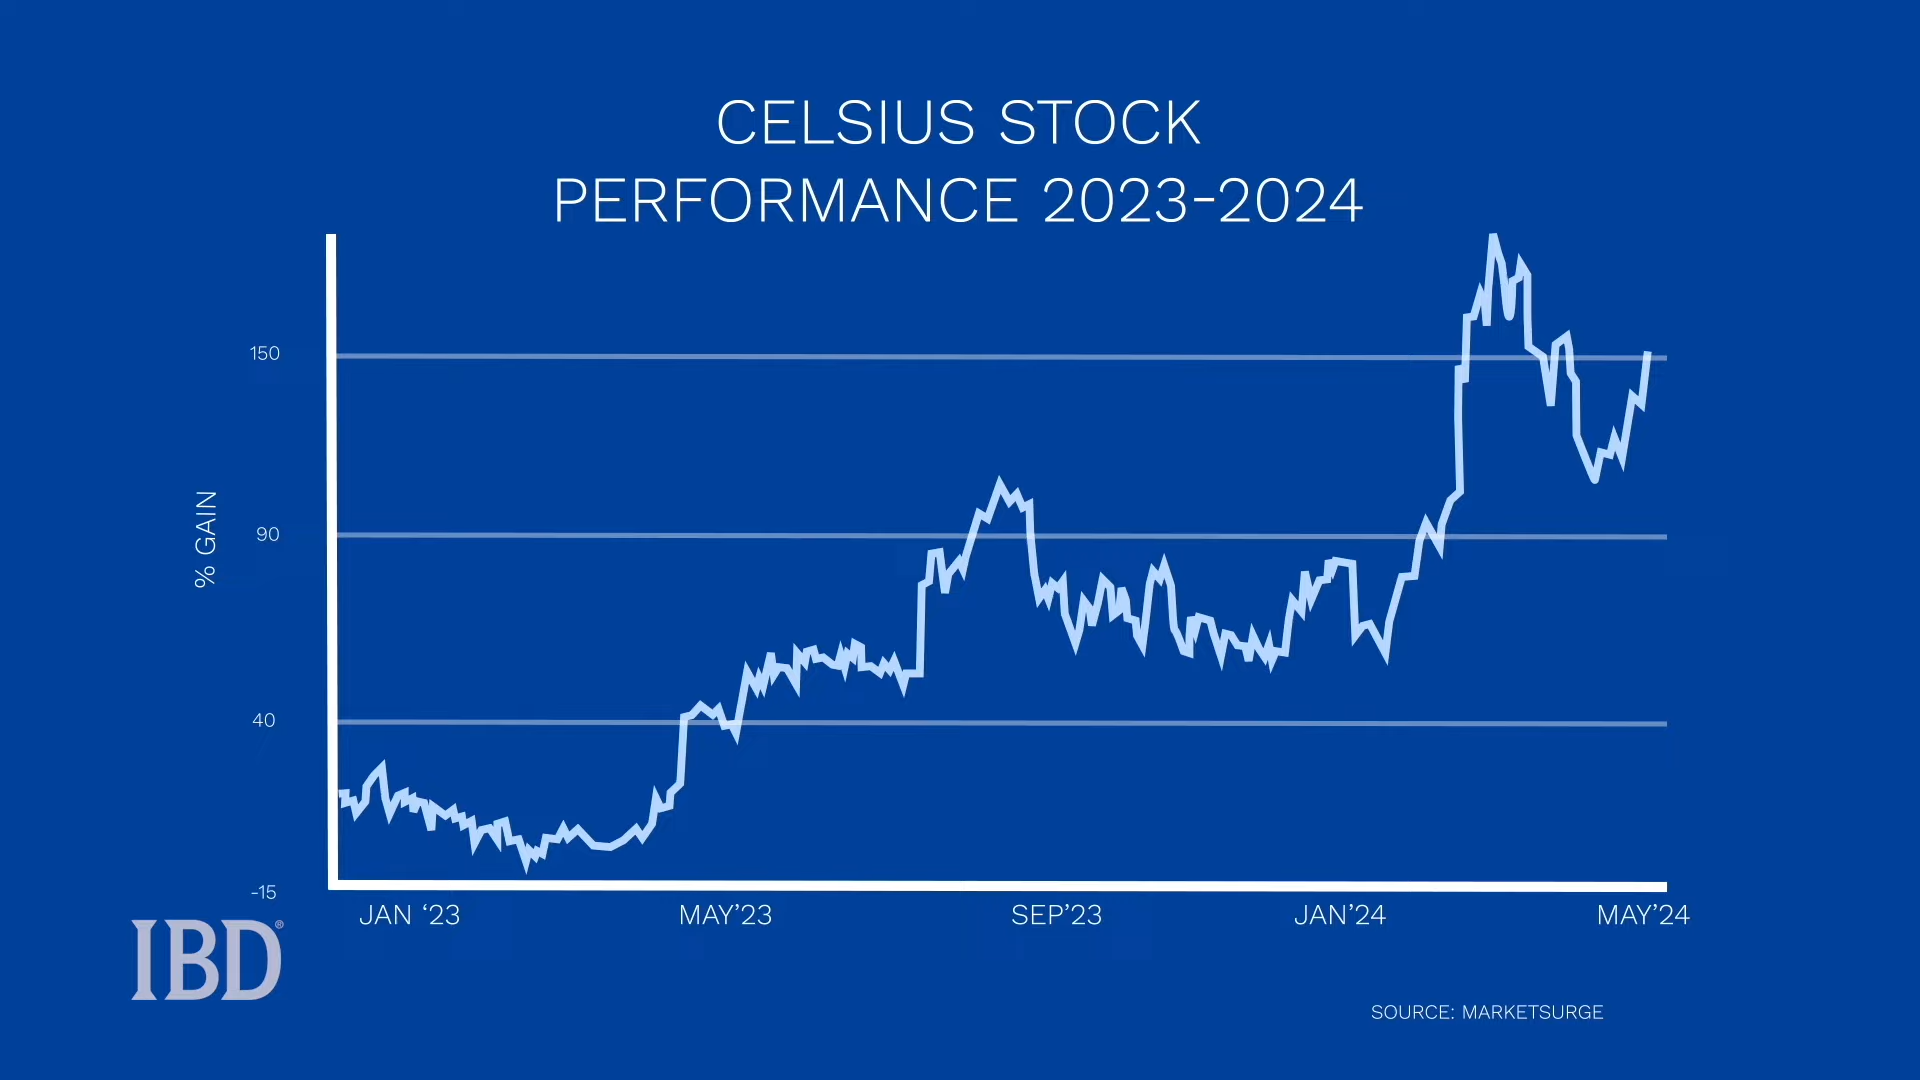 CELSIUS STOCK
PERFORMANCE 2023-2024
150
90
40
-15
% GAIN
JAN ‘23
MAY’23
SEP’23
JAN’24
MAY’24
IBD®
SOURCE: MARKETSURGE